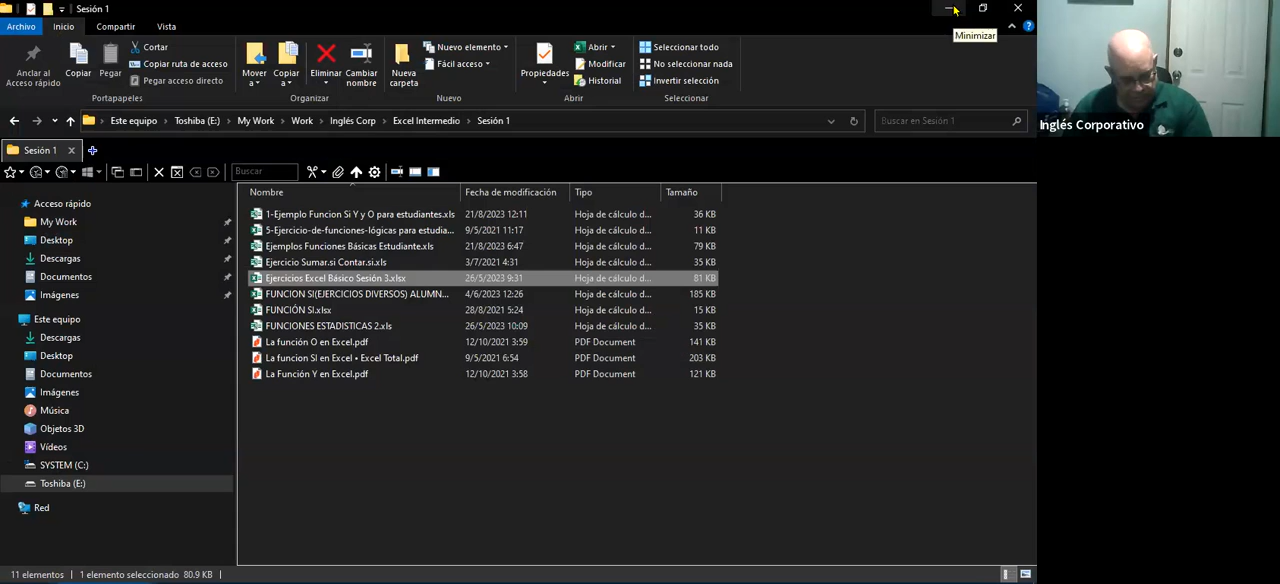 Sesión 1
Archivo Inicio Compartir Vista
Minimizar
Anclar al Acceso rápido
Copiar
Pegar
Cortar
Copiar ruta de acceso
Pegar acceso directo
Portapapeles
Mover a
Copiar a
Eliminar
Cambiar nombre
Organizar
Nueva carpeta
Nuevo elemento
Fácil acceso
Nuevo
Propiedades
Abrir
Modificar
Historial
Abrir
Seleccionar todo
No seleccionar nada
Invertir selección
Seleccionar
Inglés Corporativo
Este equipo › Toshiba (E:) › My Work › Work › Inglés Corp › Excel Intermedio › Sesión 1
Buscar en Sesión 1
Sesión 1
Buscar
Nombre Fecha de modificación Tipo Tamaño
1-Ejemplo Funcion Si Y y O para estudiantes.xls 21/8/2023 12:11 Hoja de cálculo d... 36 KB
5-Ejercicio-de-funciones-lógicas para estudia... 9/5/2021 11:17 Hoja de cálculo d... 11 KB
Ejemplos Funciones Básicas Estudiante.xls 21/8/2023 6:47 Hoja de cálculo d... 79 KB
Ejercicio Sumar.si Contar.si.xls 3/7/2021 4:31 Hoja de cálculo d... 35 KB
Ejercicios Excel Básico Sesión 3.xlsx 26/5/2023 9:31 Hoja de cálculo d... 81 KB
FUNCION SI(EJERCICIOS DIVERSOS) ALUMN... 4/6/2023 12:26 Hoja de cálculo d... 185 KB
FUNCIÓN SI.xlsx 28/8/2021 5:24 Hoja de cálculo d... 15 KB
FUNCIONES ESTADISTICAS 2.xls 26/5/2023 10:09 Hoja de cálculo d... 35 KB
La función O en Excel.pdf 12/10/2021 3:59 PDF Document 141 KB
La funcion SI en Excel • Excel Total.pdf 9/5/2021 6:54 PDF Document 203 KB
La Función Y en Excel.pdf 12/10/2021 3:58 PDF Document 121 KB
Acceso rápido
My Work
Desktop
Descargas
Documentos
Imágenes
Este equipo
Descargas
Desktop
Documentos
Imágenes
Música
Objetos 3D
Vídeos
SYSTEM (C:)
Toshiba (E:)
Red
11 elementos 1 elemento seleccionado 80.9 KB